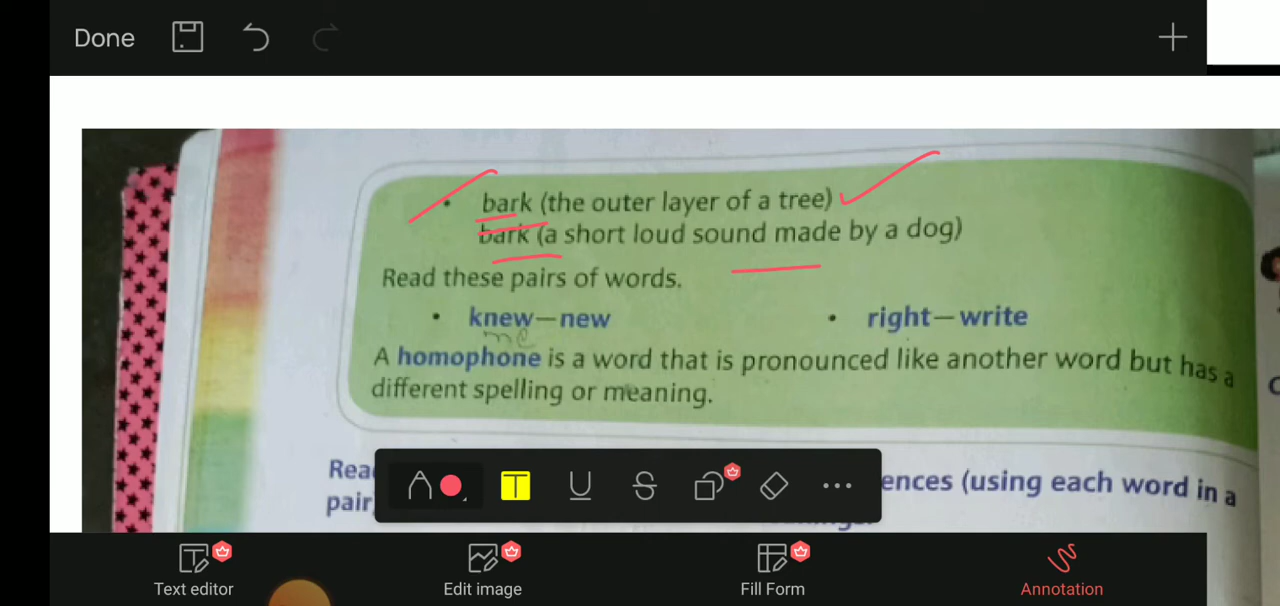 Done
• bark (the outer layer of a tree)
bark (a short loud sound made by a dog)
Read these pairs of words.
• knew—new • right—write
me
A homophone is a word that is pronounced like another word but has a
different spelling or meaning.
ences (using each word in a
pair
Text editor Edit image Fill Form Annotation